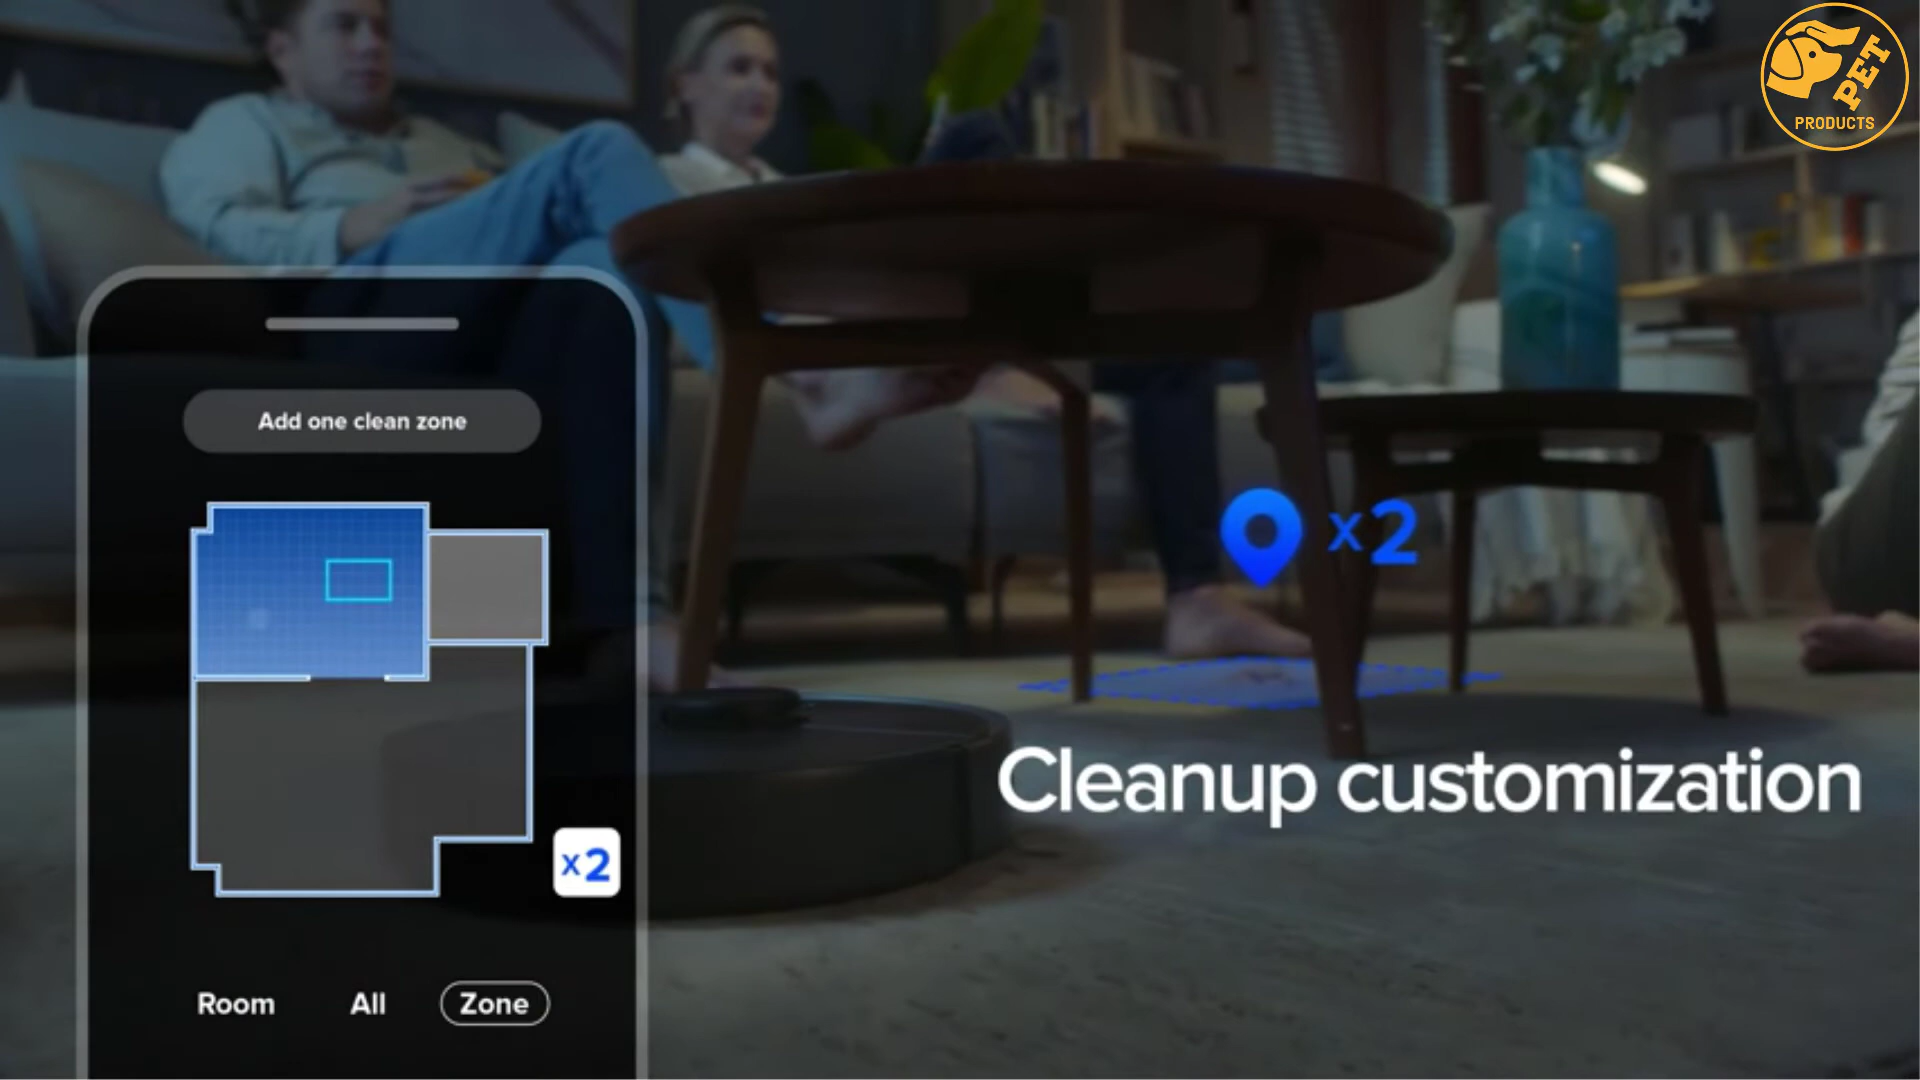 PET
PRODUCTS
Add one clean zone
x2
Cleanup customization
x2
Room All Zone